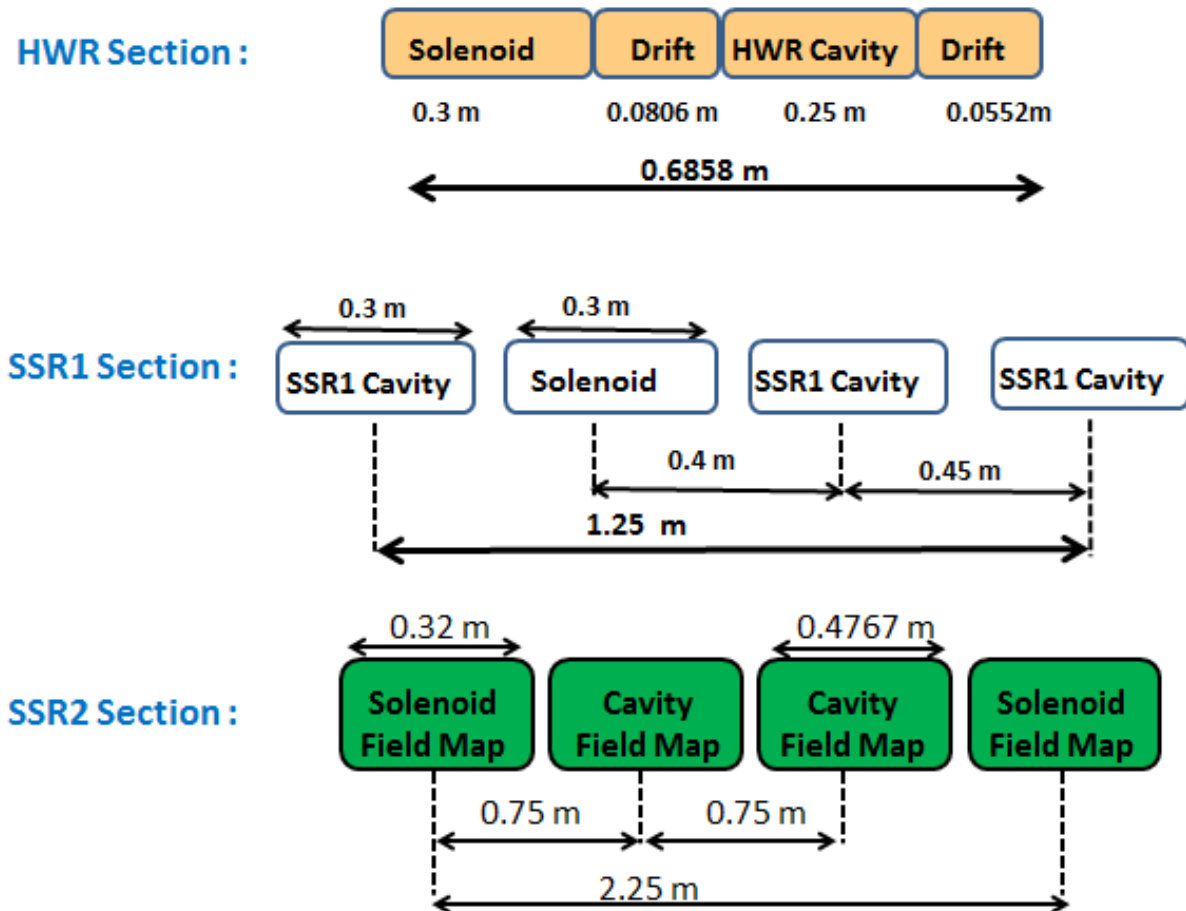 HWR Section :
Solenoid Drift HWR Cavity Drift
0.3 m 0.0806 m 0.25 m 0.0552m
0.6858 m
0.3 m 0.3 m
SSR1 Section :
SSR1 Cavity Solenoid SSR1 Cavity SSR1 Cavity
0.4 m 0.45 m
1.25 m
0.32 m 0.4767 m
SSR2 Section :
Solenoid Cavity Cavity Solenoid
Field Map Field Map Field Map Field Map
0.75 m 0.75 m
2.25 m